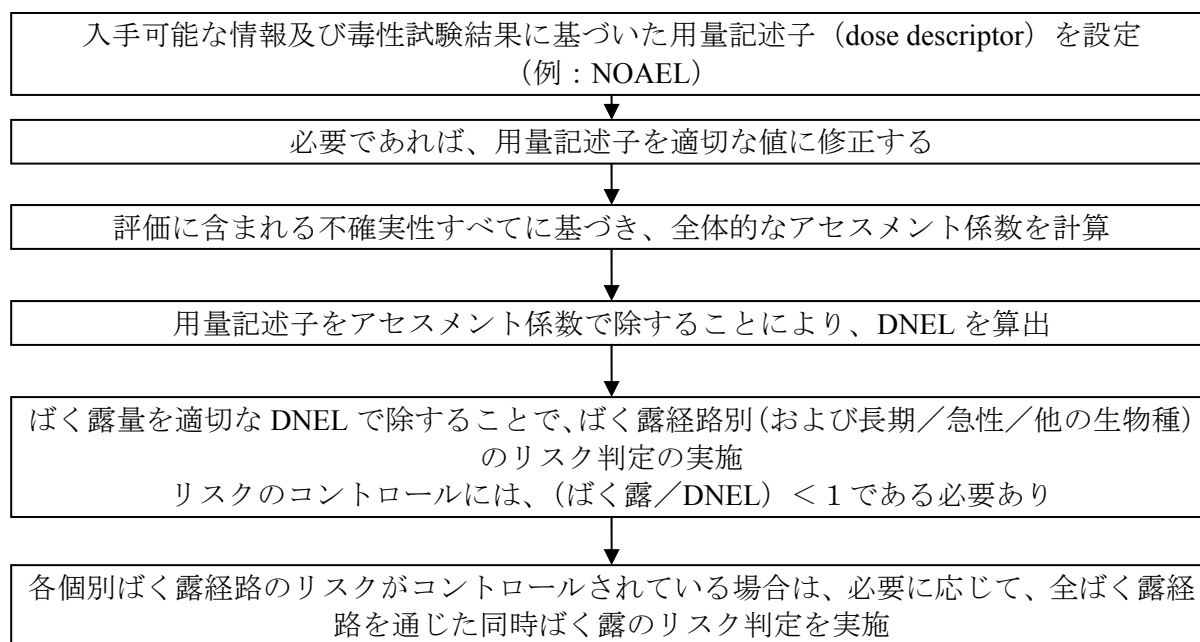 入手可能な情報及び毒性試験結果に基づいた用量記述子（dose descriptor）を設定
（例：NOAEL）
必要であれば、用量記述子を適切な値に修正する
評価に含まれる不確実性すべてに基づき、全体的なアセスメント係数を計算
用量記述子をアセスメント係数で除することにより、DNEL を算出
ばく露量を適切な DNEL で除することで、ばく露経路別（および長期／急性／他の生物種）
のリスク判定の実施
リスクのコントロールには、（ばく露／DNEL）＜１である必要あり
各個別ばく露経路のリスクがコントロールされている場合は、必要に応じて、全ばく露経
路を通じた同時ばく露のリスク判定を実施